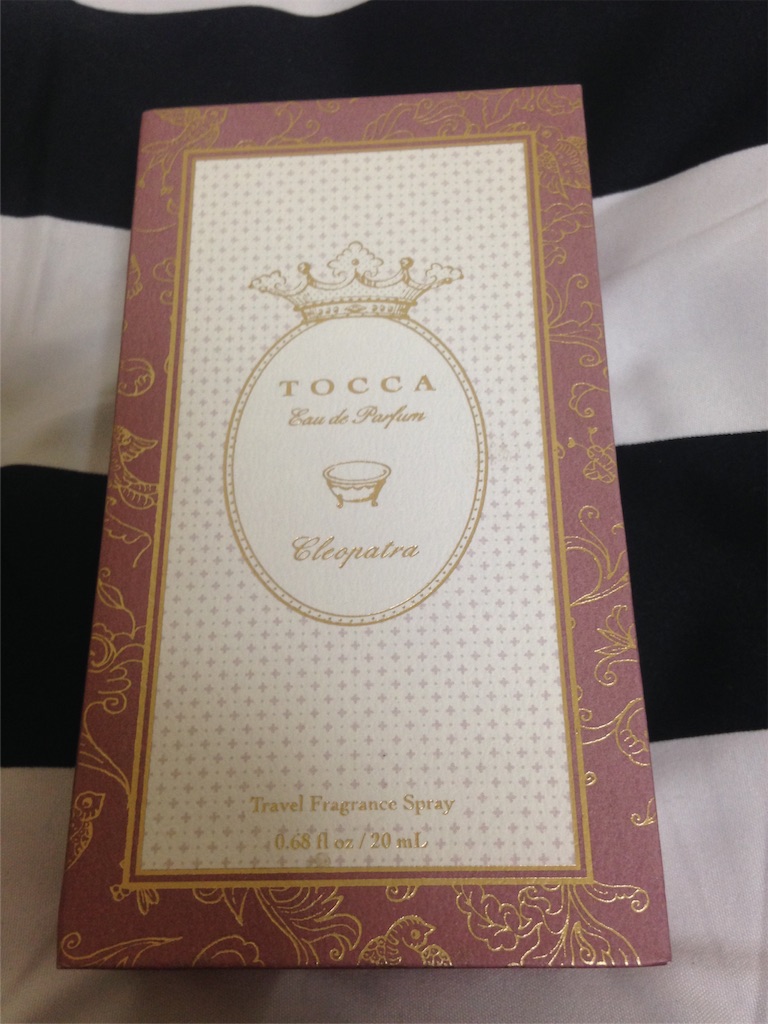 TOCCA
Eau de Parfum
Cleopatra
Travel Fragrance Spray
0.68 fl oz / 20 mL